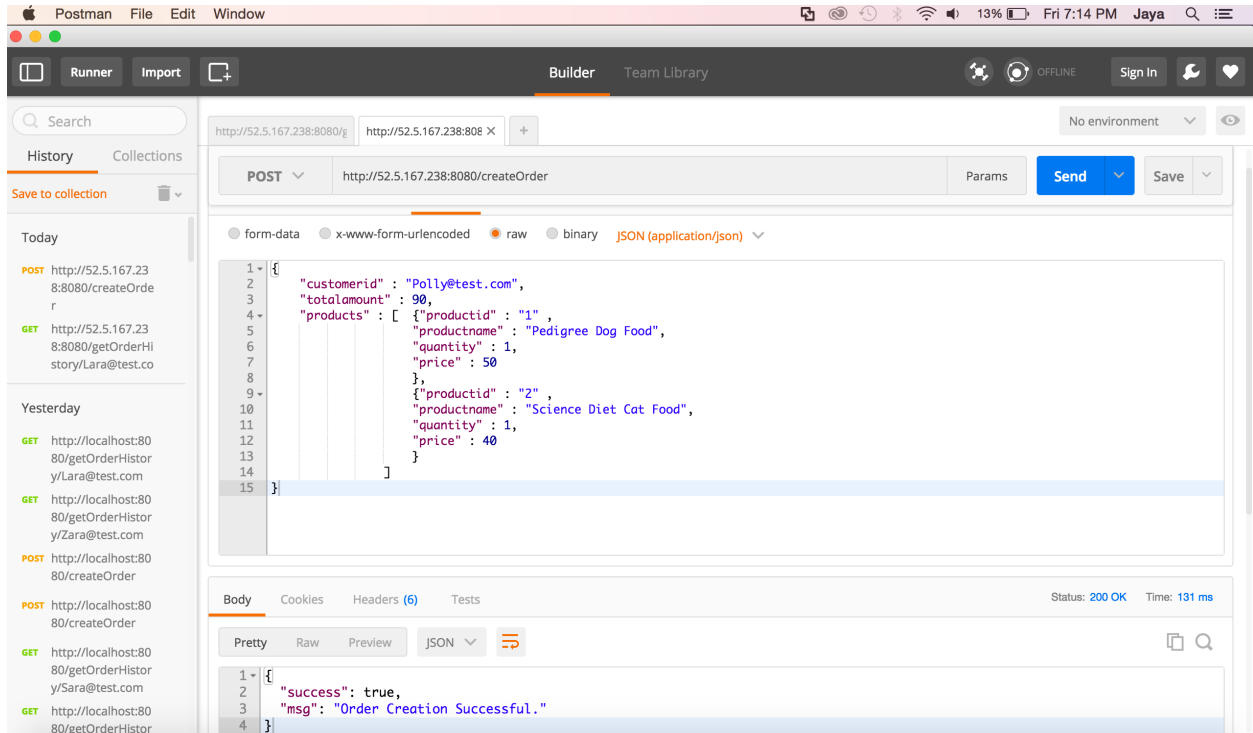 Postman File Edit Window 13% Fri 7:14 PM Jaya
Runner Import Builder Team Library OFFLINE Sign In
Search
History Collections
Save to collection
Today
POST http://52.5.167.23
8:8080/createOrde
r
GET http://52.5.167.23
8:8080/getOrderHi
story/Lara@test.co
Yesterday
GET http://localhost:80
80/getOrderHistor
y/Lara@test.com
GET http://localhost:80
80/getOrderHistor
y/Zara@test.com
POST http://localhost:80
80/createOrder
POST http://localhost:80
80/createOrder
GET http://localhost:80
80/getOrderHistor
y/Sara@test.com
GET http://localhost:80
80/getOrderHistor
http://52.5.167.238:8080/g http://52.5.167.238:808 No environment
POST http://52.5.167.238:8080/createOrder Params Send Save
form-data x-www-form-urlencoded raw binary JSON (application/json)
1 {
2 "customerid" : "Polly@test.com",
3 "totalamount" : 90,
4 "products" : [ {"productid" : "1" ,
5 "productname" : "Pedigree Dog Food",
6 "quantity" : 1,
7 "price" : 50
8 },
9 {"productid" : "2" ,
10 "productname" : "Science Diet Cat Food",
11 "quantity" : 1,
12 "price" : 40
13 }
14 ]
15 }
Body Cookies Headers (6) Tests Status: 200 OK Time: 131 ms
Pretty Raw Preview JSON
1 {
2 "success": true,
3 "msg": "Order Creation Successful."
4 }